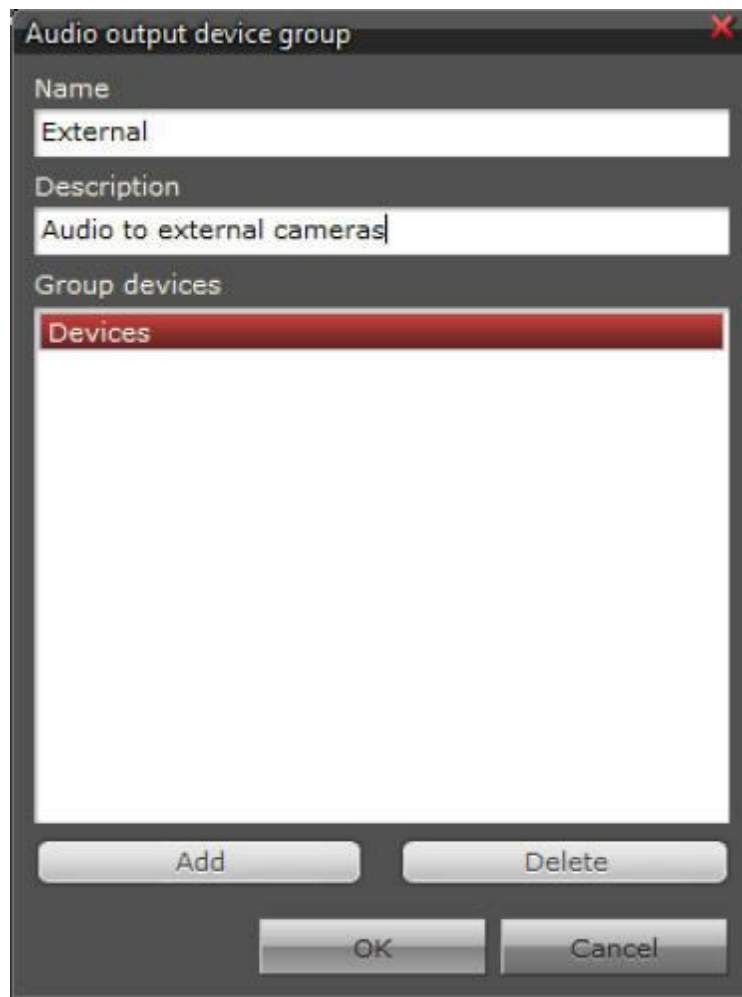 Audio output device group
Name
External
Description
Audio to external cameras
Group devices
Devices
Add Delete
OK Cancel